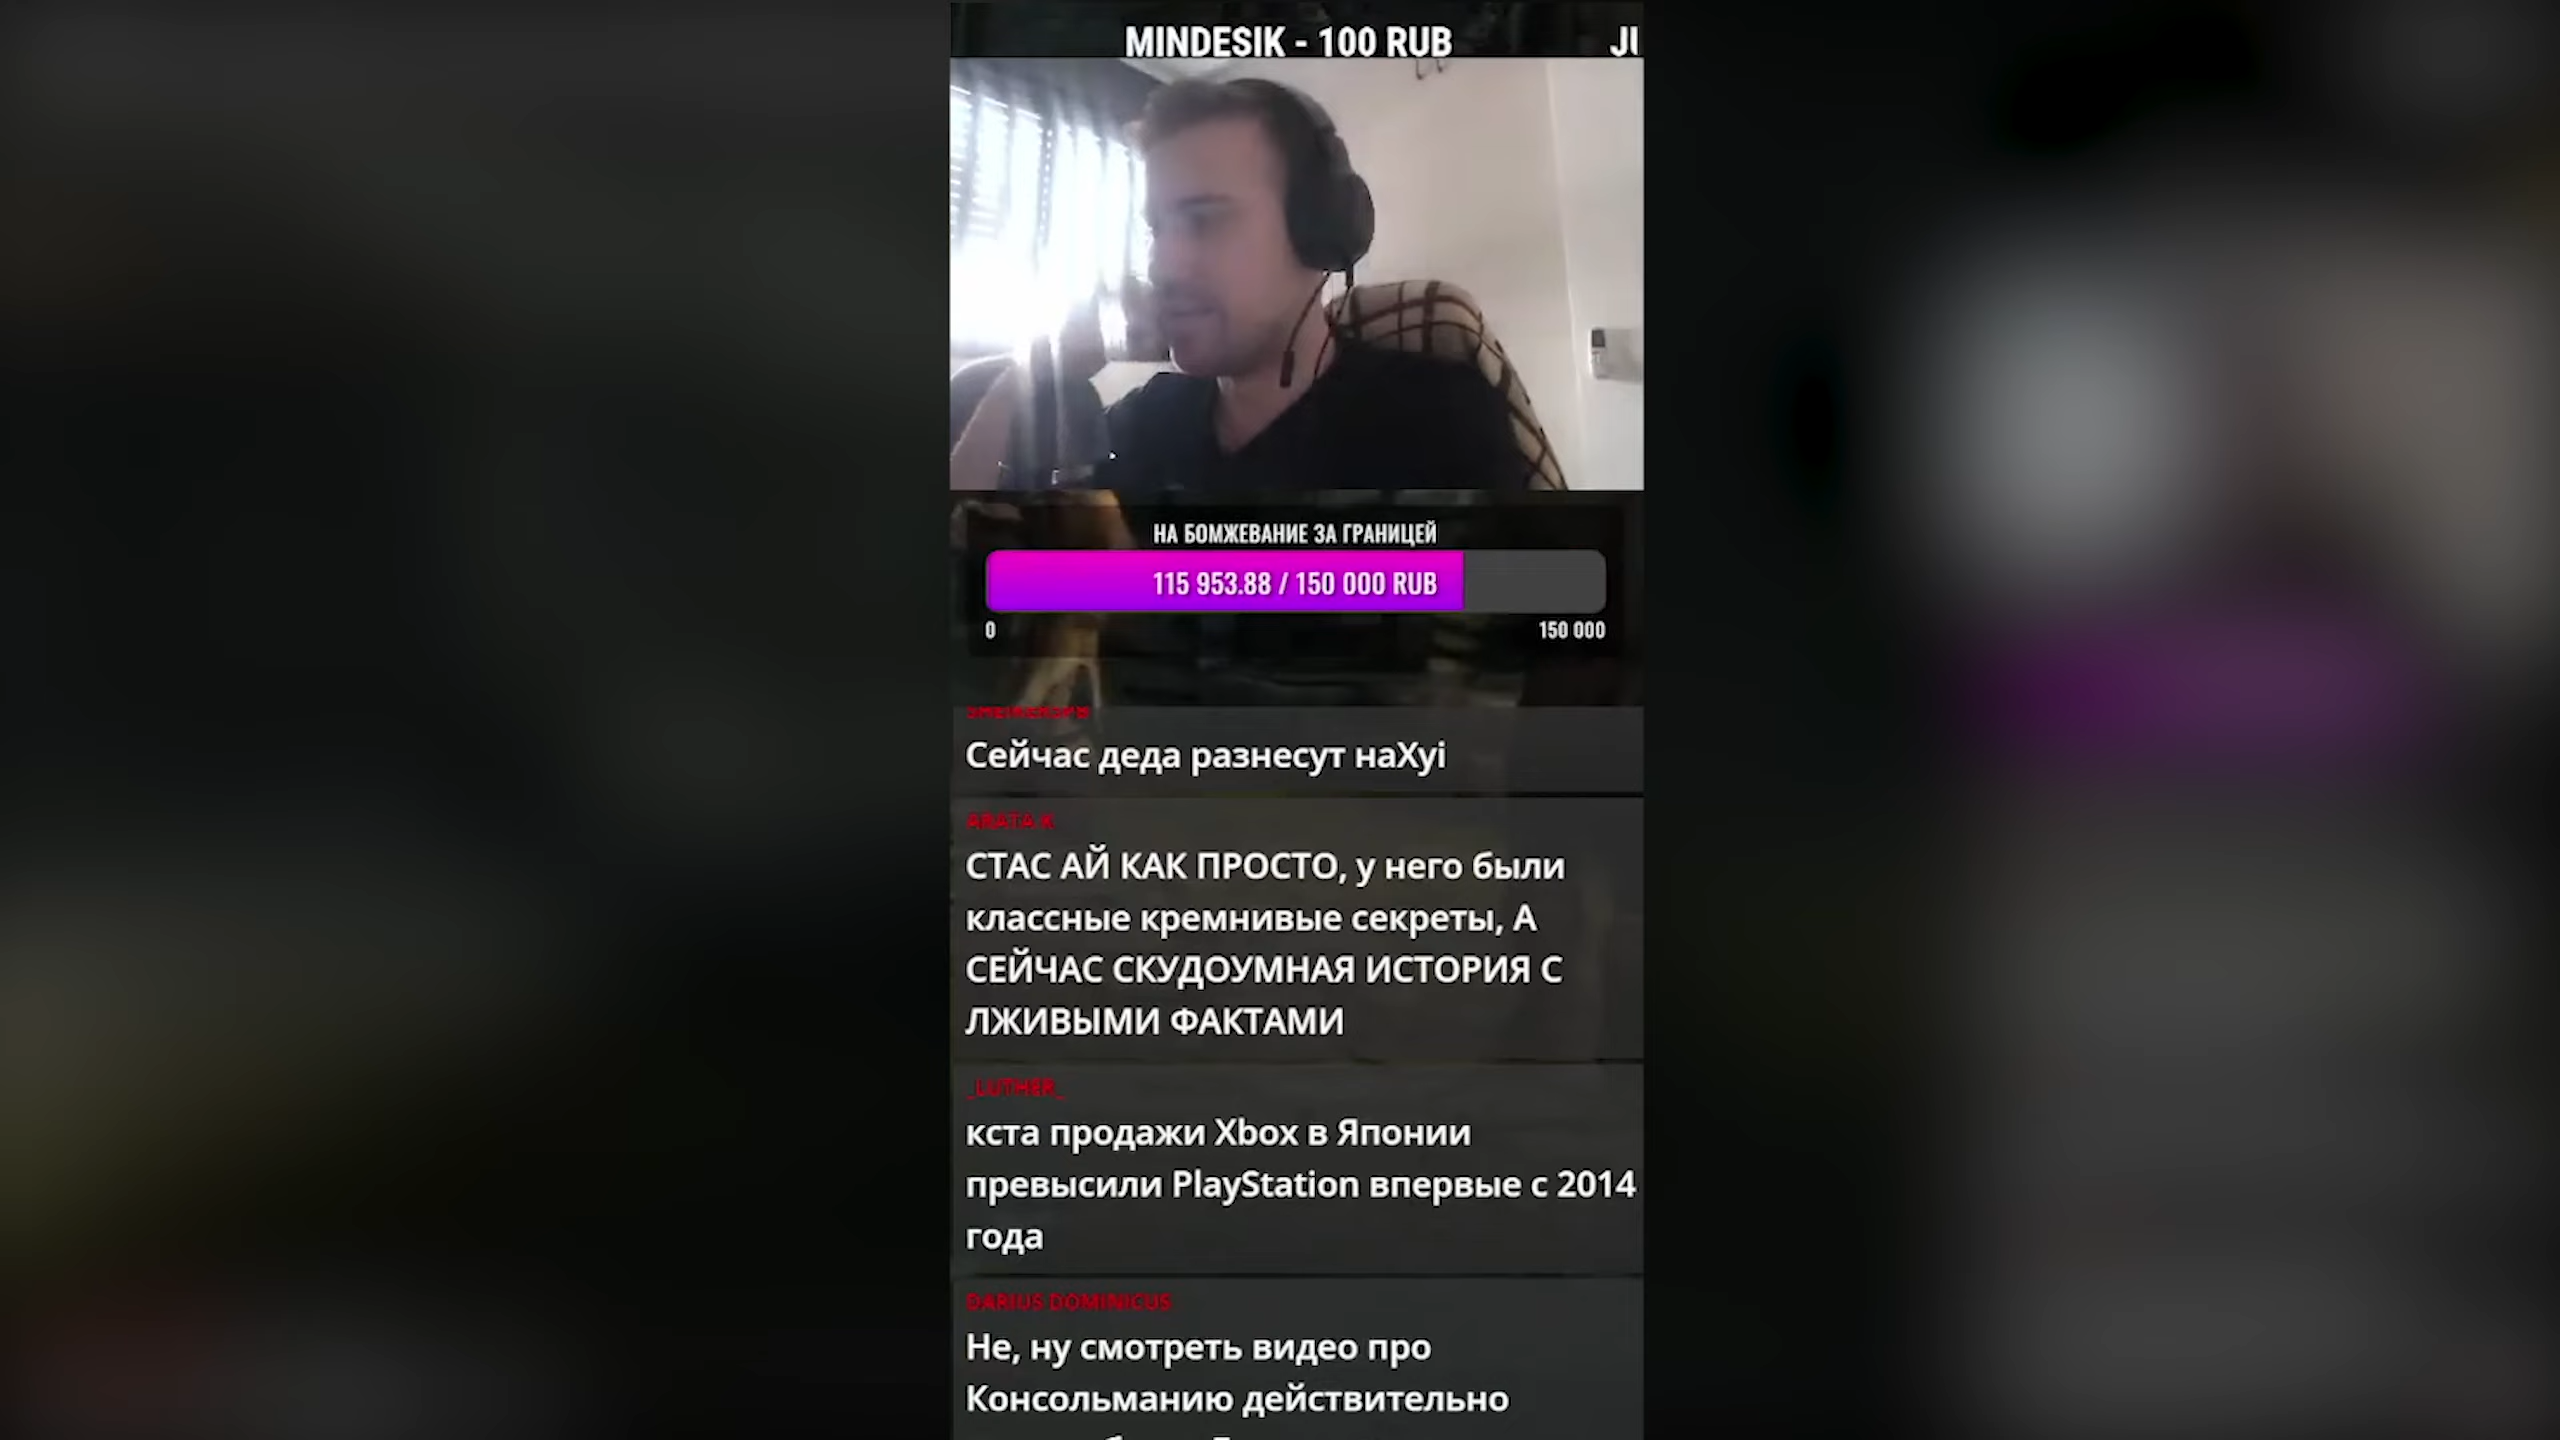 MINDESIK - 100 RUB
НА БОМЖЕВАНИЕ ЗА ГРАНИЦЕЙ
115 953.88 / 150 000 RUB
0 150 000
Сейчас деда разнесут наXyi
ARATA K
СТАС АЙ КАК ПРОСТО, у него были
классные кремнивые секреты, А
СЕЙЧАС СКУДОУМНАЯ ИСТОРИЯ С
ЛЖИВЫМИ ФАКТАМИ
_LUTHER_
кста продажи Xbox в Японии
превысили PlayStation впервые с 2014
года
DARIUS DOMINICUS
Не, ну смотреть видео про
Консольманию действительно